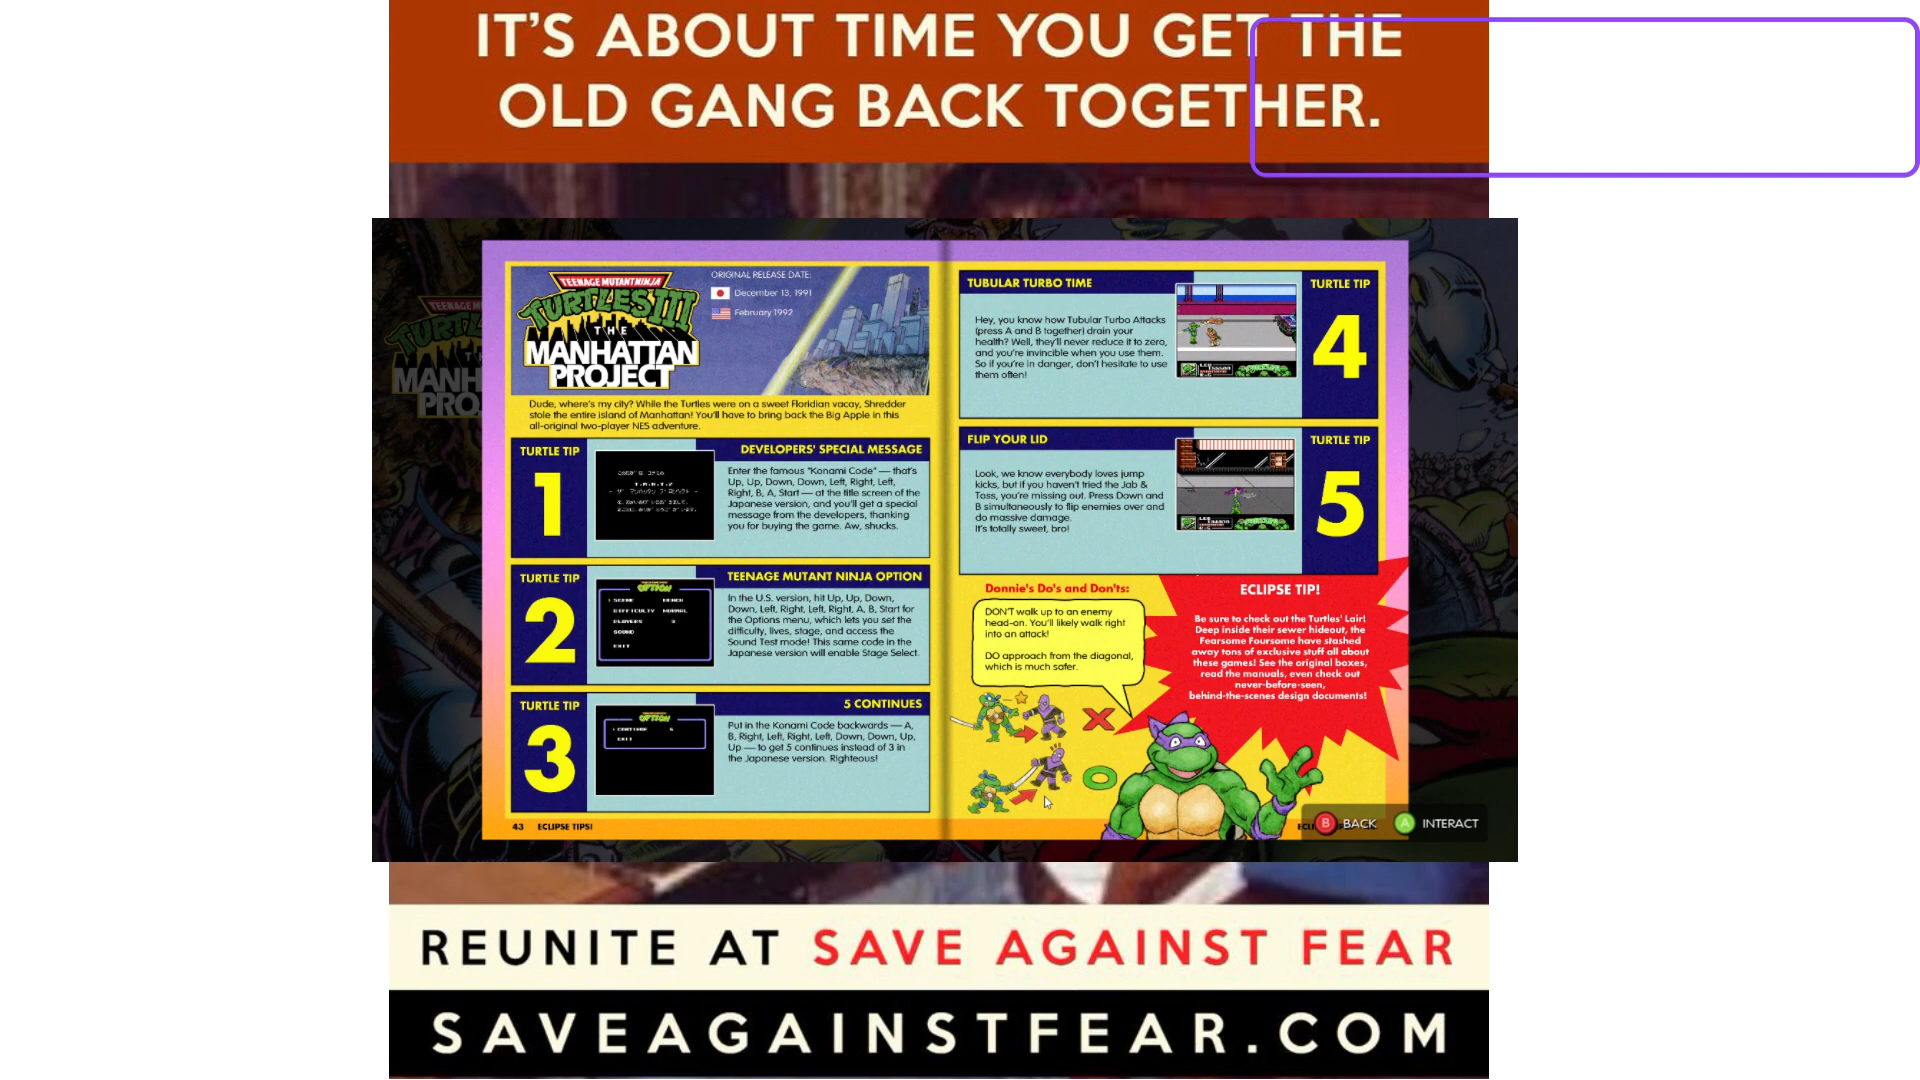 IT'S ABOUT TIME YOU GET THE
OLD GANG BACK TOGETHER.
TEENAGE MUTANT NINJA
TURTLES III
THE
MANHATTAN
PROJECT
ORIGINAL RELEASE DATE:
December 13, 1991
February 1992
Dude, where's my city? While the Turtles were on a sweet Floridian vacay, Shredder
stole the entire island of Manhattan! You'll have to bring back the Big Apple in this
all-original two-player NES adventure.
TURTLE TIP
1
DEVELOPERS' SPECIAL MESSAGE
Enter the famous "Konami Code" — that's
Up, Up, Down, Down, Left, Right, Left,
Right, B, A, Start — at the title screen of the
Japanese version, and you'll get a special
message from the developers, thanking
you for buying the game. Aw, shucks.
TURTLE TIP
2
OPTION
SCENE BEACH
DIFFICULTY NORMAL
PLAYERS 3
SOUND
EXIT
TEENAGE MUTANT NINJA OPTION
In the U.S. version, hit Up, Up, Down,
Down, Left, Right, Left, Right, A, B, Start for
the Options menu, which lets you set the
difficulty, lives, stage, and access the
Sound Test mode! This same code in the
Japanese version will enable Stage Select.
TURTLE TIP
3
OPTION
CONTINUE 5
EXIT
5 CONTINUES
Put in the Konami Code backwards — A,
B, Right, Left, Right, Left, Down, Down, Up,
Up — to get 5 continues instead of 3 in
the Japanese version. Righteous!
43 ECLIPSE TIPS!
TUBULAR TURBO TIME
Hey, you know how Tubular Turbo Attacks
(press A and B together) drain your
health? Well, they'll never reduce it to zero,
and you're invincible when you use them.
So if you're in danger, don't hesitate to use
them often!
TURTLE TIP
4
FLIP YOUR LID
Look, we know everybody loves jump
kicks, but if you haven't tried the Jab &
Toss, you're missing out. Press Down and
B simultaneously to flip enemies over and
do massive damage.
It's totally sweet, bro!
TURTLE TIP
5
Donnie's Do's and Don'ts:
DON'T walk up to an enemy
head-on. You'll likely walk right
into an attack!
DO approach from the diagonal,
which is much safer.
ECLIPSE TIP!
Be sure to check out the Turtles' Lair!
Deep inside their sewer hideout, the
Fearsome Foursome have stashed
away tons of exclusive stuff all about
these games! See the original boxes,
read the manuals, even check out
never-before-seen,
behind-the-scenes design documents!
B BACK A INTERACT
REUNITE AT SAVE AGAINST FEAR
SAVEAGAINSTFEAR.COM